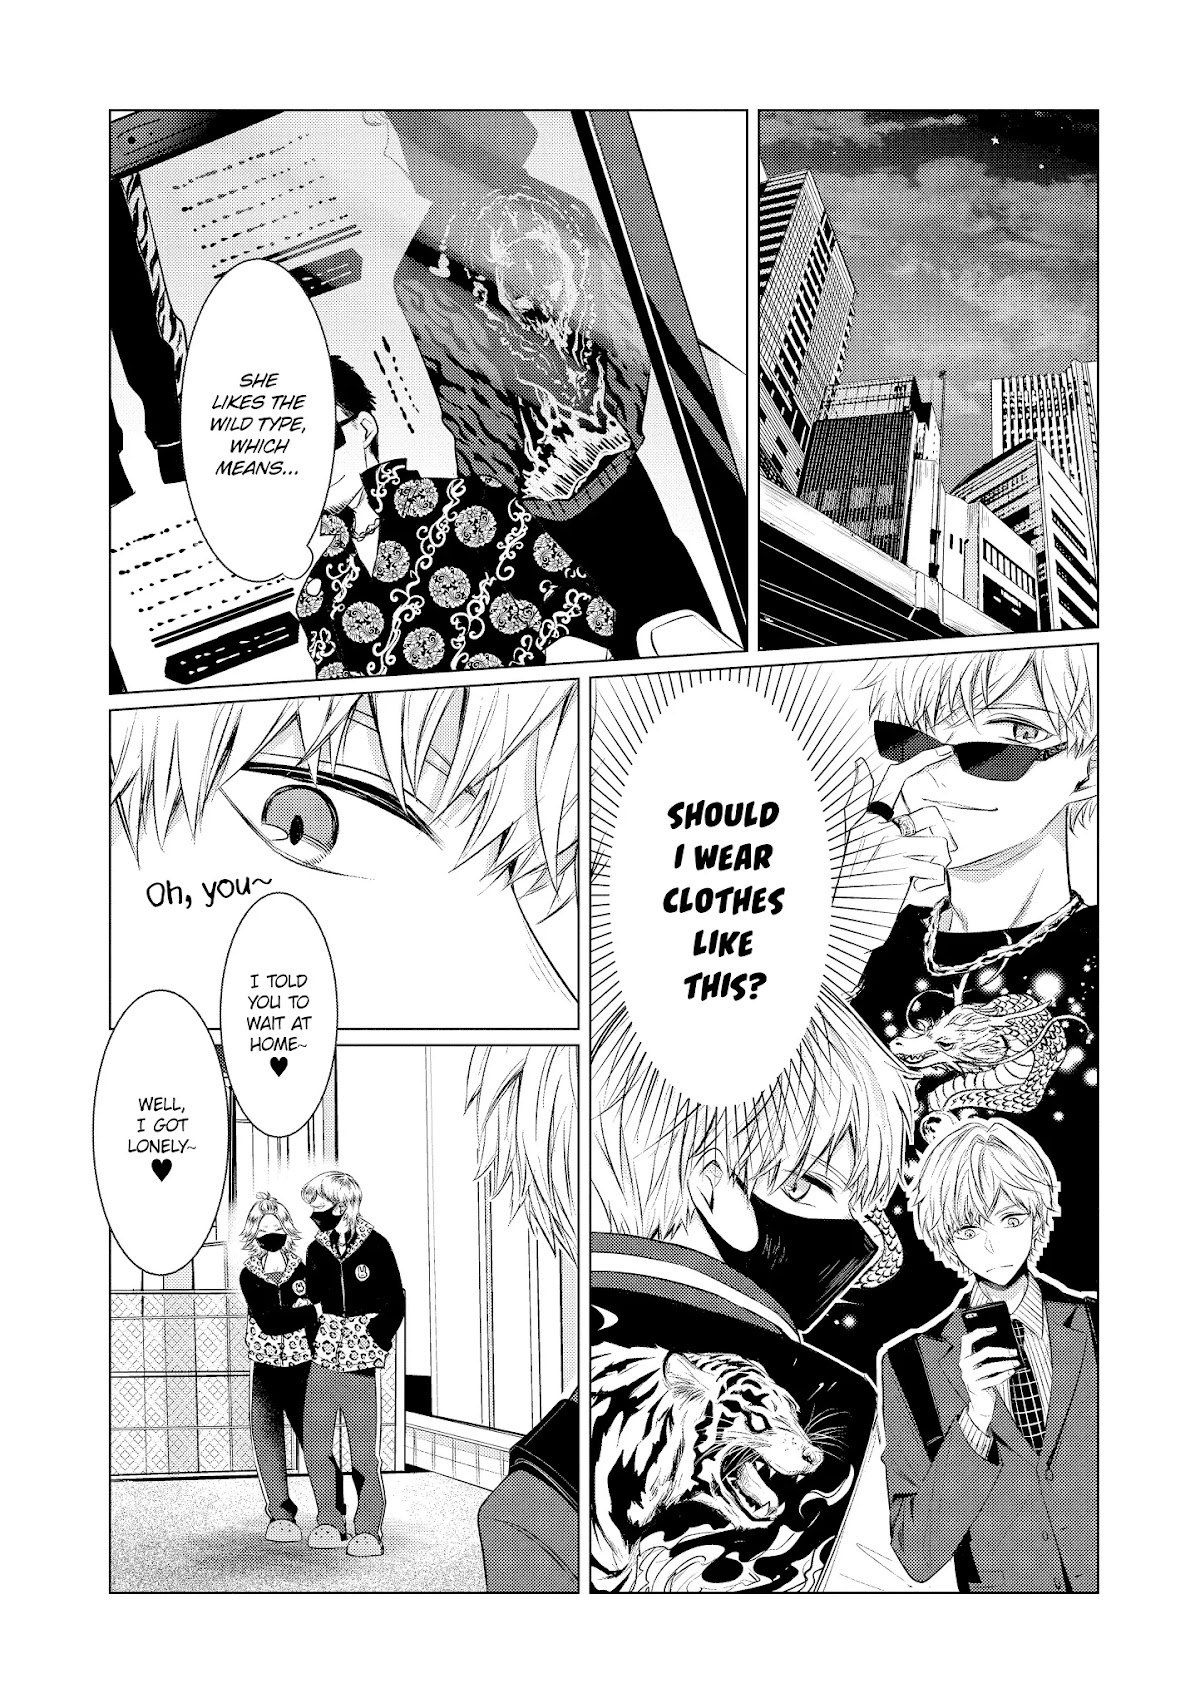 SHE
LIKES THE
WILD TYPE,
WHICH
MEANS...
SHOULD
I WEAR
CLOTHES
LIKE
THIS?
Oh, you~
I TOLD
YOU TO
WAIT AT
HOME~
♥
WELL,
I GOT
LONELY~
♥